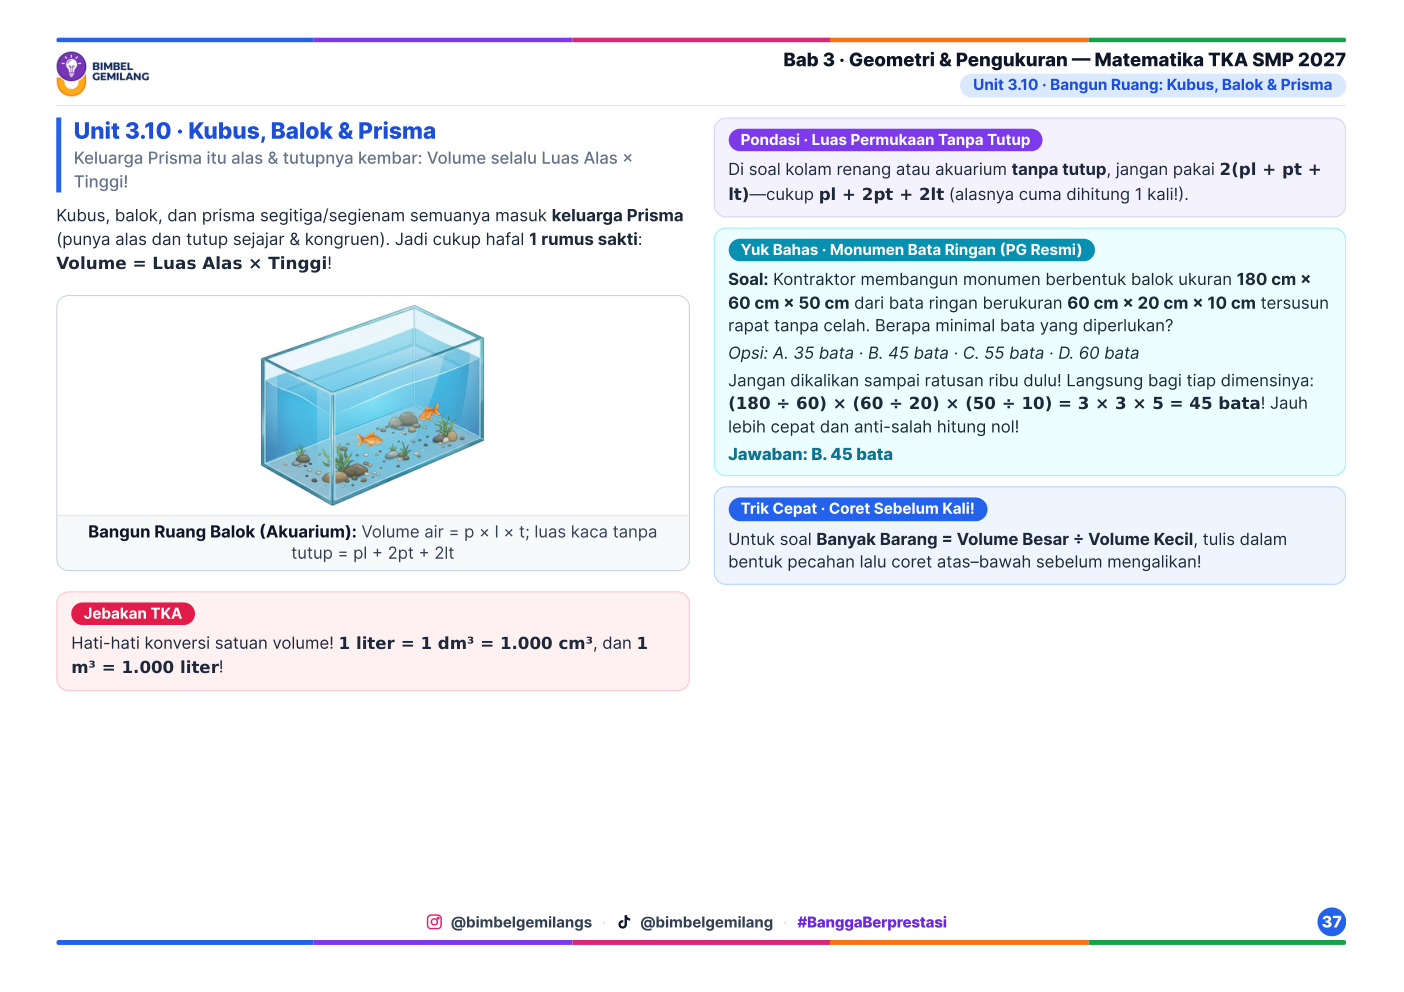 BIMBEL
GEMILANG
Bab 3 · Geometri & Pengukuran — Matematika TKA SMP 2027
Unit 3.10 · Bangun Ruang: Kubus, Balok & Prisma
Unit 3.10 · Kubus, Balok & Prisma
Keluarga Prisma itu alas & tutupnya kembar: Volume selalu Luas Alas ×
Tinggi!
Kubus, balok, dan prisma segitiga/segienam semuanya masuk keluarga Prisma
(punya alas dan tutup sejajar & kongruen). Jadi cukup hafal 1 rumus sakti:
Volume = Luas Alas × Tinggi!
Bangun Ruang Balok (Akuarium): Volume air = p × l × t; luas kaca tanpa
tutup = pl + 2pt + 2lt
Jebakan TKA
Hati-hati konversi satuan volume! 1 liter = 1 dm³ = 1.000 cm³, dan 1
m³ = 1.000 liter!
Pondasi · Luas Permukaan Tanpa Tutup
Di soal kolam renang atau akuarium tanpa tutup, jangan pakai 2(pl + pt +
lt)—cukup pl + 2pt + 2lt (alasnya cuma dihitung 1 kali!).
Yuk Bahas · Monumen Bata Ringan (PG Resmi)
Soal: Kontraktor membangun monumen berbentuk balok ukuran 180 cm ×
60 cm × 50 cm dari bata ringan berukuran 60 cm × 20 cm × 10 cm tersusun
rapat tanpa celah. Berapa minimal bata yang diperlukan?
Opsi: A. 35 bata · B. 45 bata · C. 55 bata · D. 60 bata
Jangan dikalikan sampai ratusan ribu dulu! Langsung bagi tiap dimensinya:
(180 ÷ 60) × (60 ÷ 20) × (50 ÷ 10) = 3 × 3 × 5 = 45 bata! Jauh
lebih cepat dan anti-salah hitung nol!
Jawaban: B. 45 bata
Trik Cepat · Coret Sebelum Kali!
Untuk soal Banyak Barang = Volume Besar ÷ Volume Kecil, tulis dalam
bentuk pecahan lalu coret atas–bawah sebelum mengalikan!
@bimbelgemilangs · @bimbelgemilang · #BanggaBerprestasi
37